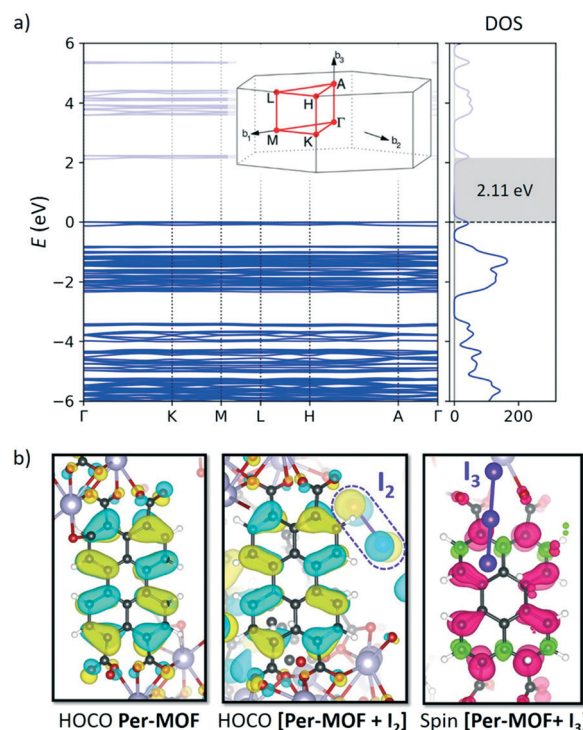 a)
DOS
6
4
2
0
−2
−4
−6
E (eV)
b₃
A
L
H
Γ
b₁
M
K
b₂
2.11 eV
Γ K M L H A Γ
0 200
b)
I₂
I₃
HOCO Per-MOF
HOCO [Per-MOF + I₂]
Spin [Per-MOF+ I₃